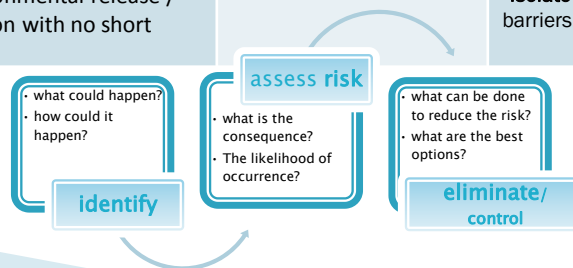 onmental release /
on with no short
isolate
barriers
• what could happen?
• how could it
happen?
identify
assess risk
• what is the
consequence?
• The likelihood of
occurrence?
• what can be done
to reduce the risk?
• what are the best
options?
eliminate/
control